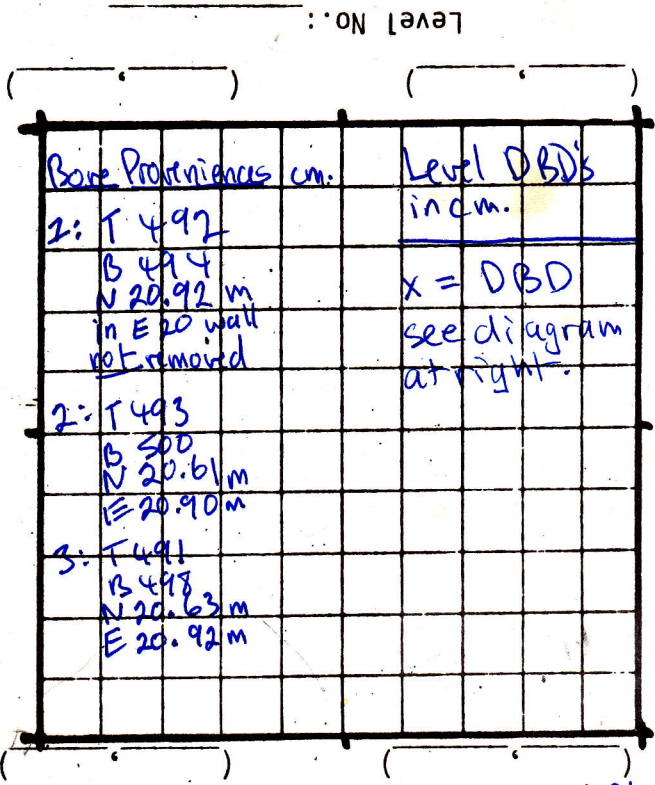 Level No.:
Bone Proveniences cm.
1: T 492
B 494
N 20.92 m
in E 20 wall
not removed
2: T 493
B 500
N 20.61 m
E 20.90 m
3: T 491
B 498
N 20.63 m
E 20.92 m
Level DBD's
in cm.
x = DBD
see diagram
at right.